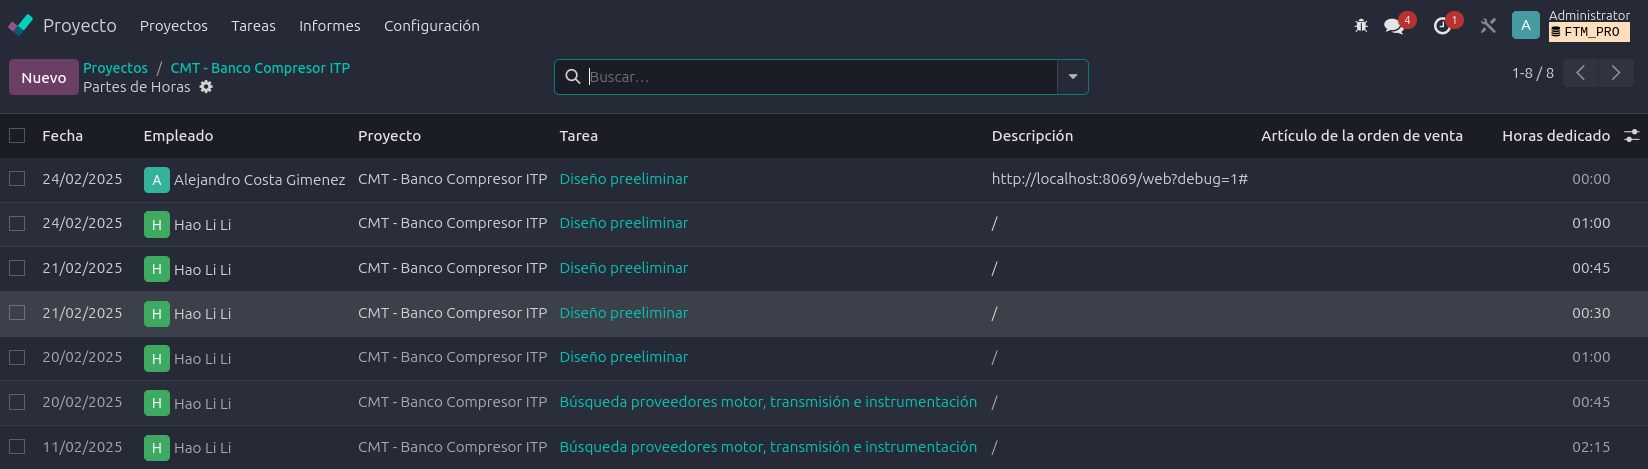 Proyecto Proyectos Tareas Informes Configuración 4 1 A Administrator
FTM_PRO
Nuevo Proyectos / CMT - Banco Compresor ITP Buscar... 1-8 / 8
Partes de Horas
Fecha Empleado Proyecto Tarea Descripción Artículo de la orden de venta Horas dedicado
24/02/2025 A Alejandro Costa Gimenez CMT - Banco Compresor ITP Diseño preeliminar http://localhost:8069/web?debug=1# 00:00
24/02/2025 H Hao Li Li CMT - Banco Compresor ITP Diseño preeliminar / 01:00
21/02/2025 H Hao Li Li CMT - Banco Compresor ITP Diseño preeliminar / 00:45
21/02/2025 H Hao Li Li CMT - Banco Compresor ITP Diseño preeliminar / 00:30
20/02/2025 H Hao Li Li CMT - Banco Compresor ITP Diseño preeliminar / 01:00
20/02/2025 H Hao Li Li CMT - Banco Compresor ITP Búsqueda proveedores motor, transmisión e instrumentación / 00:45
11/02/2025 H Hao Li Li CMT - Banco Compresor ITP Búsqueda proveedores motor, transmisión e instrumentación / 02:15